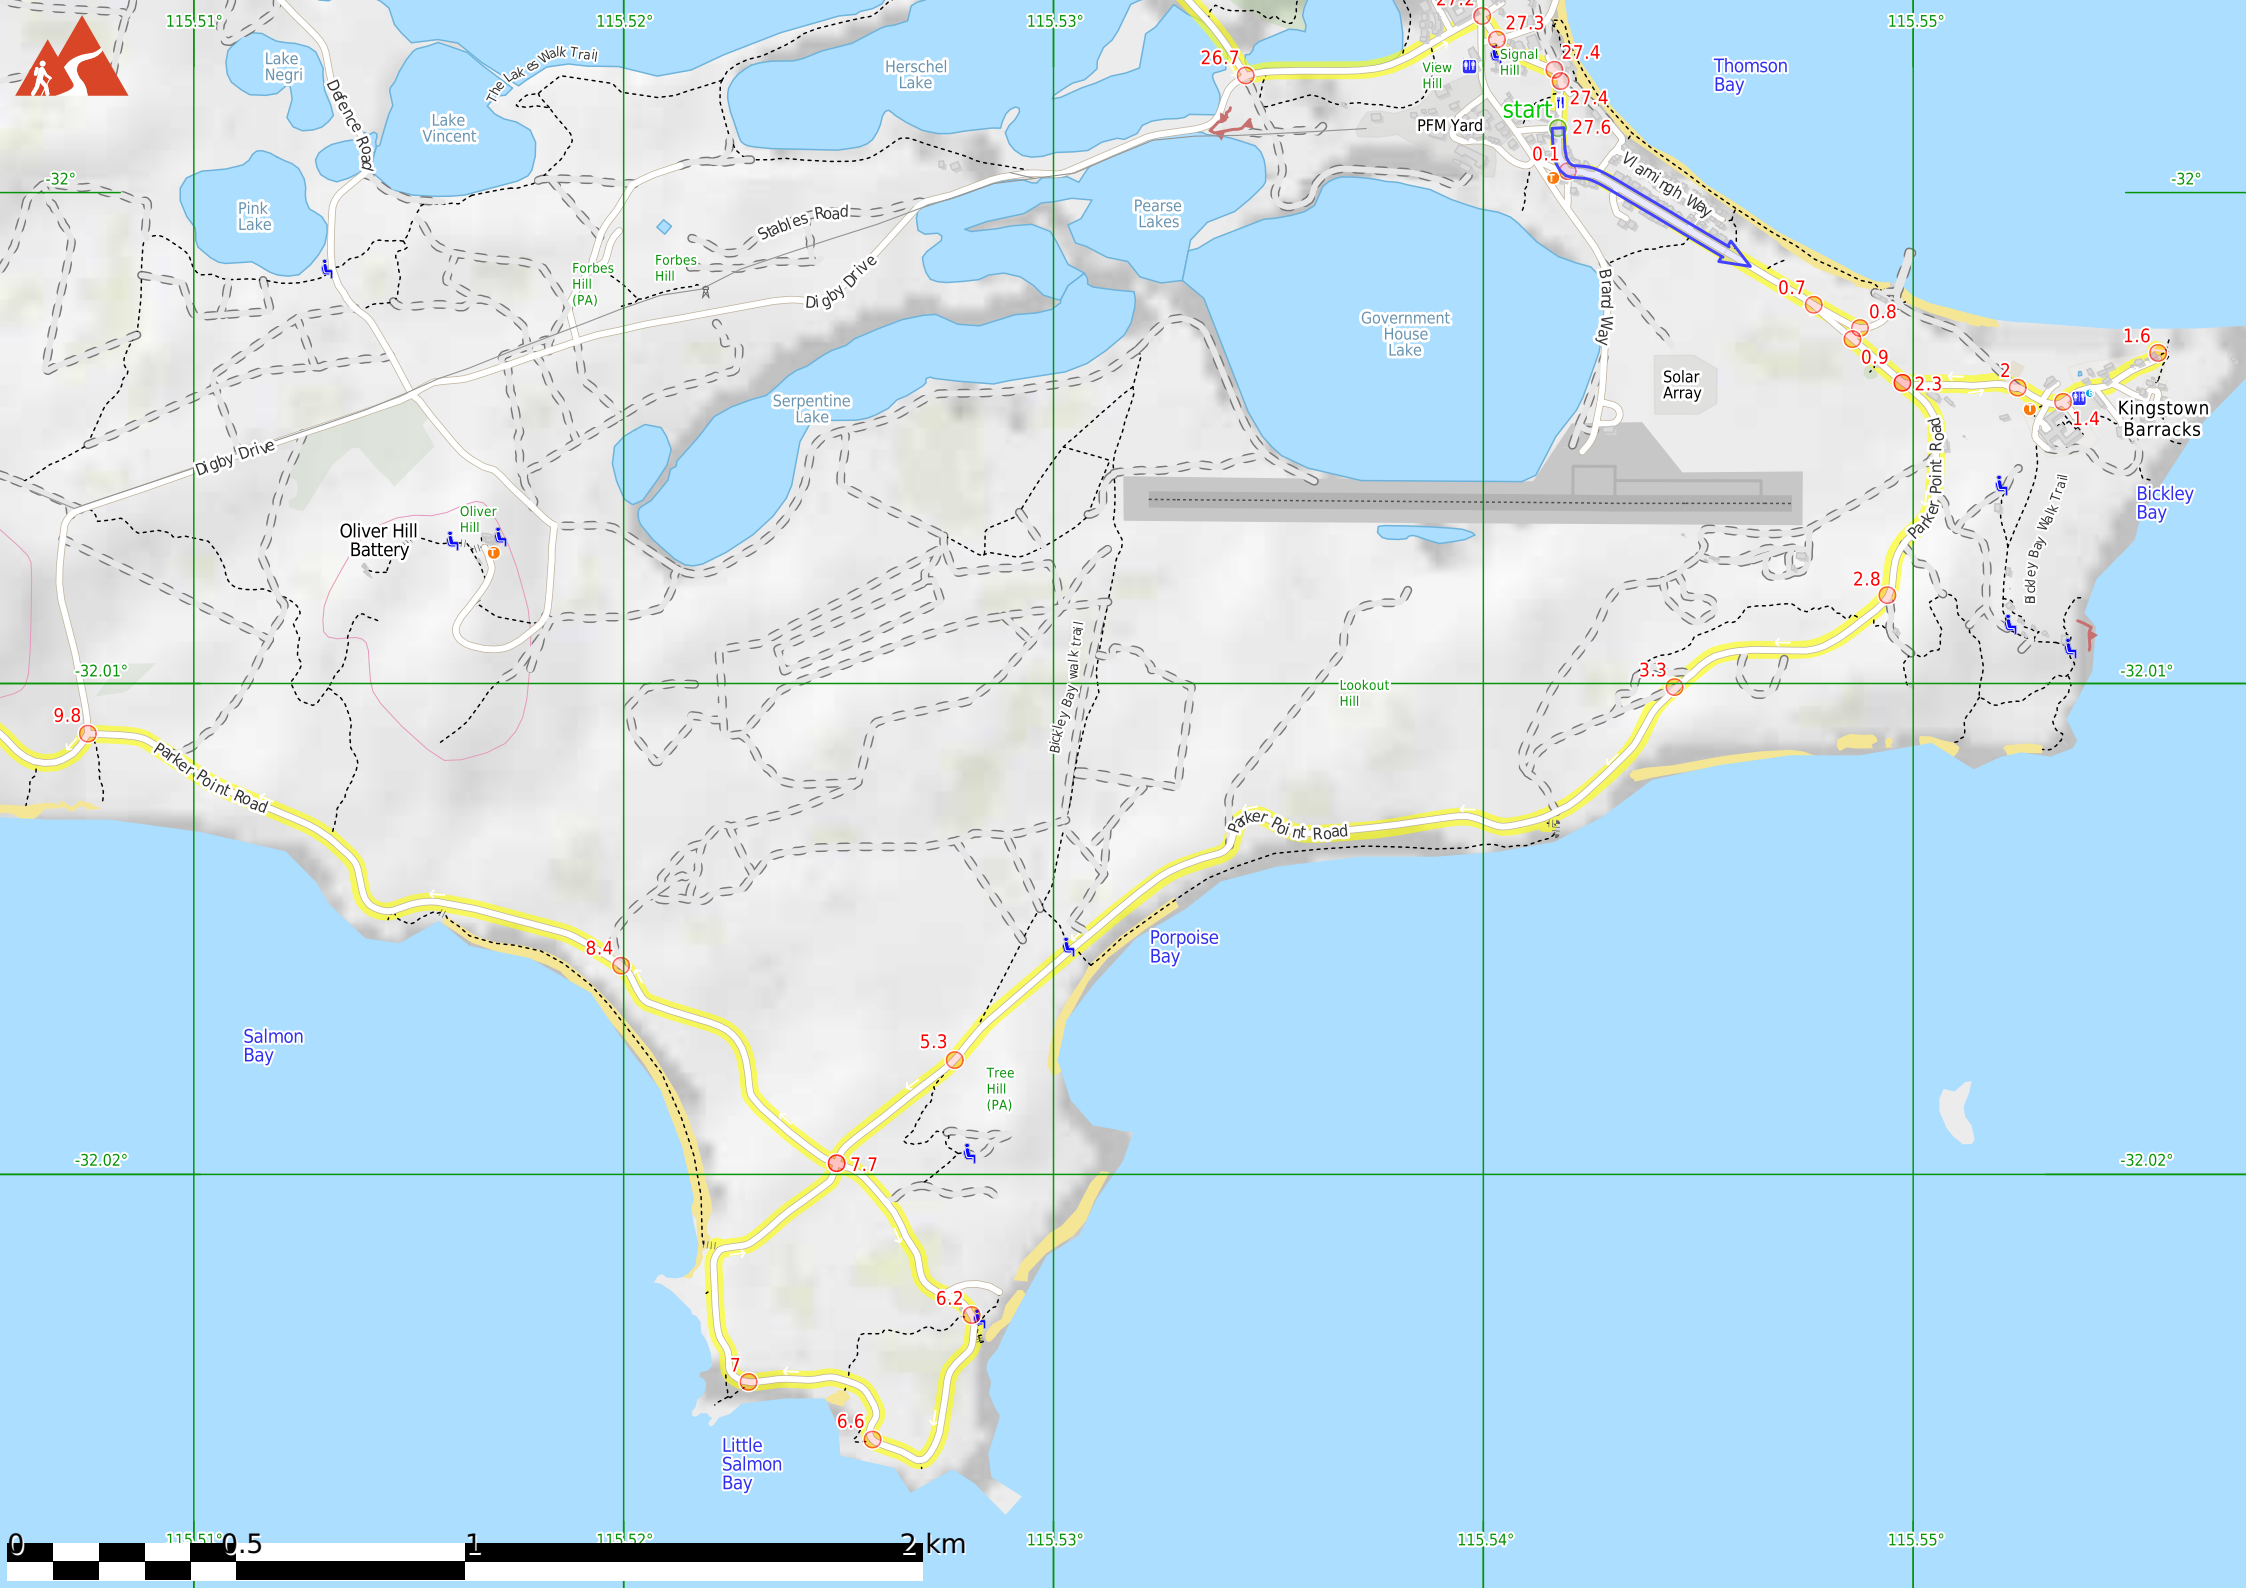 115.51°
115.52°
115.53°
115.55°
27.2
27.3
27.4
27.4
27.6
26.7
start
0.1
Lake
Negri
The Lakes Walk Trail
Herschel
Lake
View
Hill
Signal
Hill
Thomson
Bay
Defence Road
Lake
Vincent
PFM Yard
-32°
-32°
Vlamingh Way
Pink
Lake
Stables Road
Pearse
Lakes
Forbes
Hill
(PA)
Forbes
Hill
Digby Drive
Brand Way
Government
House
Lake
0.7
0.8
0.9
1.6
2
2.3
1.4
Solar
Array
Kingstown
Barracks
Serpentine
Lake
Digby Drive
Parker Point Road
Bickley Bay Walk Trail
Bickley
Bay
Oliver Hill
Battery
Oliver
Hill
2.8
3.3
-32.01°
-32.01°
Bickley Bay walk trail
Lookout
Hill
9.8
Parker Point Road
Parker Point Road
8.4
Porpoise
Bay
Salmon
Bay
5.3
Tree
Hill
(PA)
-32.02°
-32.02°
7.7
6.2
7
6.6
Little
Salmon
Bay
0
0.5
1
2 km
115.51°
115.52°
115.53°
115.54°
115.55°